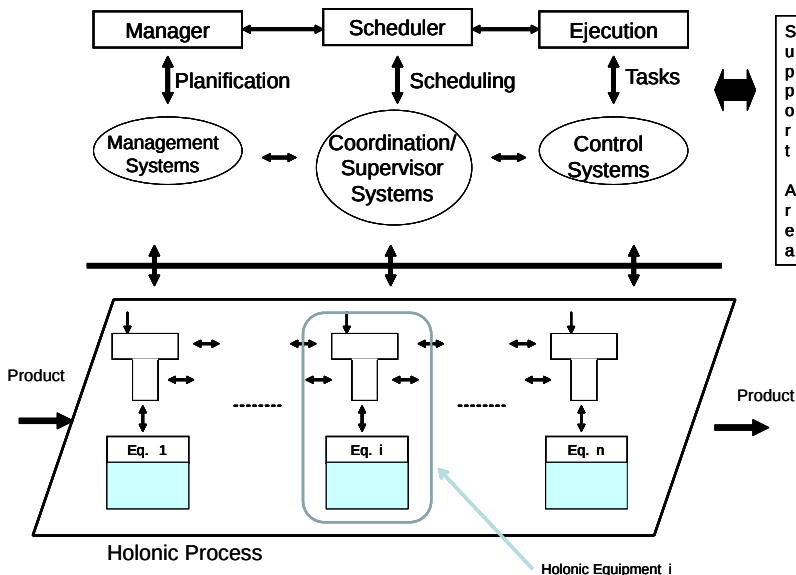 Manager
Scheduler
Ejecution
Planification
Scheduling
Tasks
Management
Systems
Coordination/
Supervisor
Systems
Control
Systems
S
u
p
p
o
r
t
A
r
e
a
Product
Product
Eq. 1
Eq. i
Eq. n
Holonic Process
Holonic Equipment i